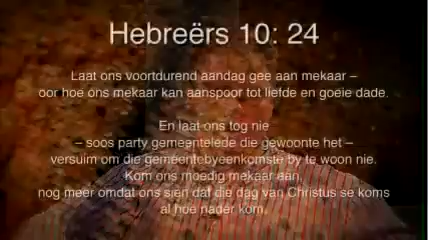 Hebreërs 10: 24
Laat ons voortdurend aandag gee aan mekaar –
oor hoe ons mekaar kan aanspoor tot liefde en goeie dade.
En laat ons tog nie
– soos party gemeentelede die gewoonte het –
versuim om die gemeentebyeenkomste by te woon nie.
Kom ons moedig mekaar aan,
nog meer omdat ons sien dat die dag van Christus se koms
al hoe nader kom.